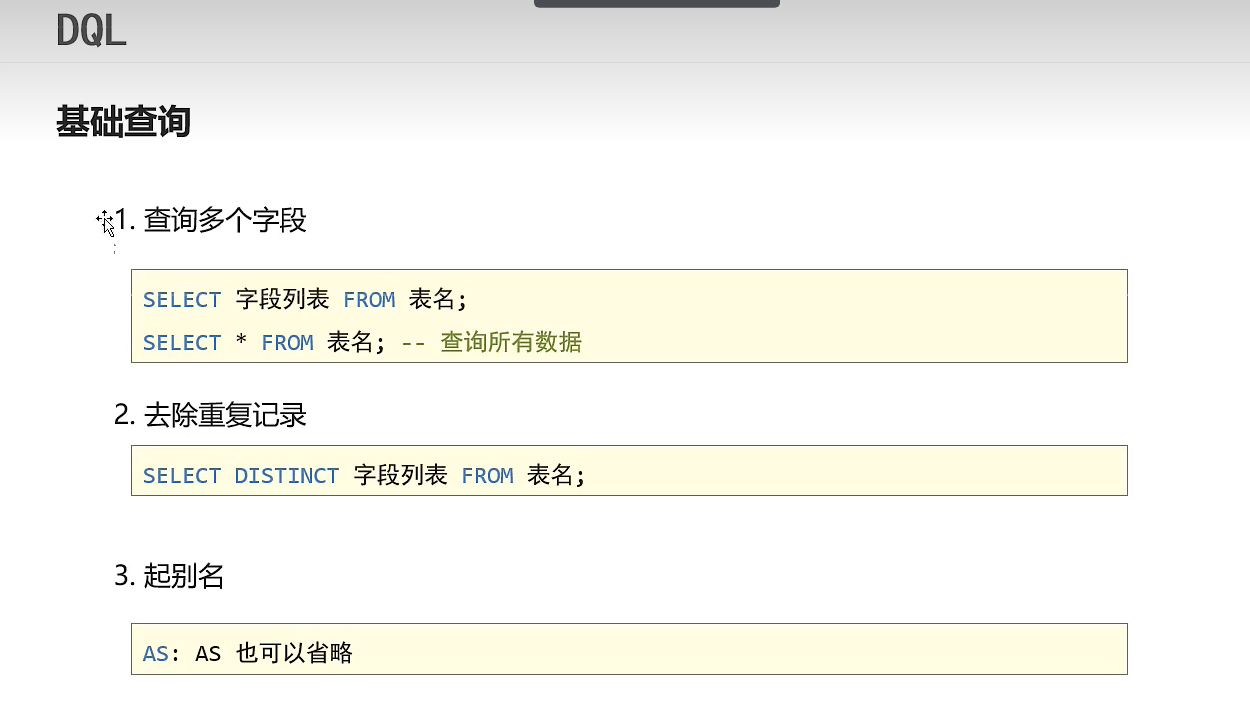 DQL
基础查询
1. 查询多个字段
SELECT 字段列表 FROM 表名;
SELECT * FROM 表名; -- 查询所有数据
2. 去除重复记录
SELECT DISTINCT 字段列表 FROM 表名;
3. 起别名
AS: AS 也可以省略